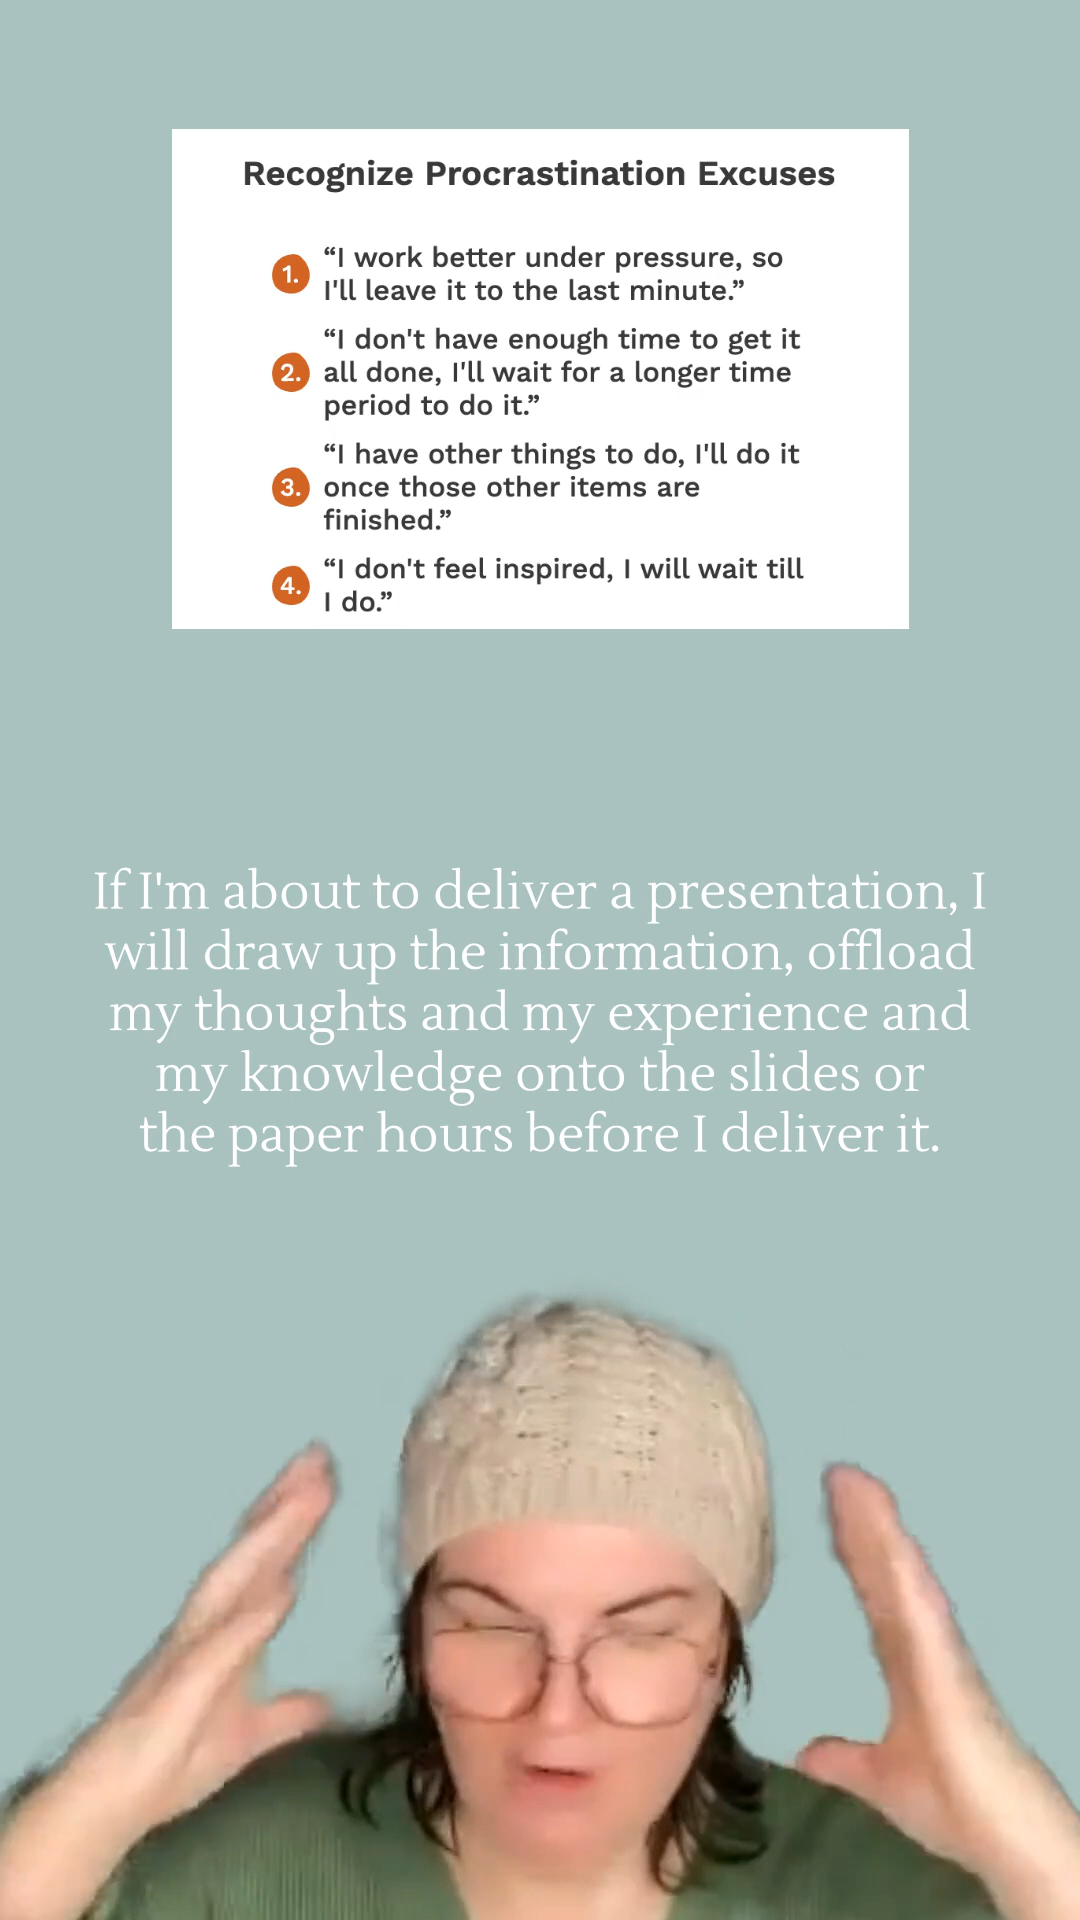 Recognize Procrastination Excuses
1. “I work better under pressure, so
I'll leave it to the last minute.”
“I don't have enough time to get it
2. all done, I'll wait for a longer time
period to do it.”
“I have other things to do, I'll do it
3. once those other items are
finished.”
4. “I don't feel inspired, I will wait till
I do.”
If I'm about to deliver a presentation, I
will draw up the information, offload
my thoughts and my experience and
my knowledge onto the slides or
the paper hours before I deliver it.